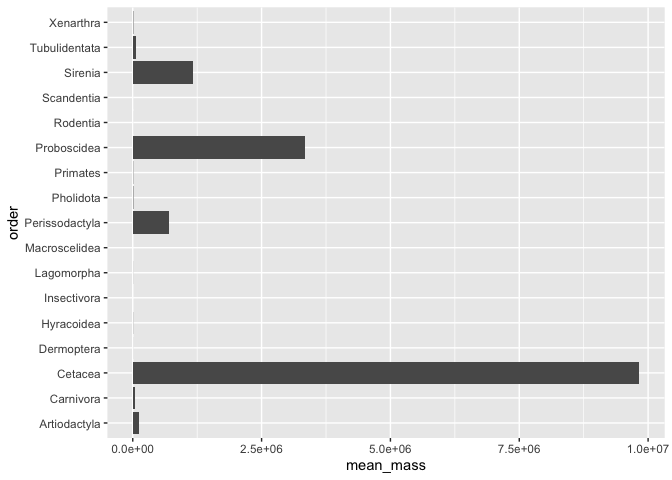 Xenarthra
Tubulidentata
Sirenia
Scandentia
Rodentia
Proboscidea
Primates
Pholidota
Perissodactyla
Macroscelidea
Lagomorpha
Insectivora
Hyracoidea
Dermoptera
Cetacea
Carnivora
Artiodactyla
order
0.0e+00 2.5e+06 5.0e+06 7.5e+06 1.0e+07
mean_mass